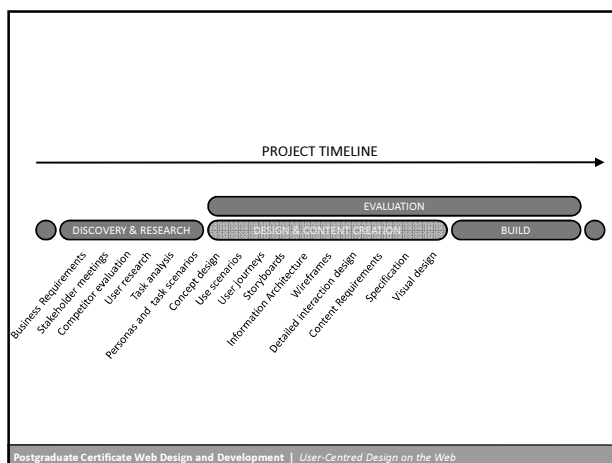 PROJECT TIMELINE
EVALUATION
DISCOVERY & RESEARCH
DESIGN & CONTENT CREATION
BUILD
Business Requirements
Stakeholder meetings
Competitor evaluation
User research
Task analysis
Personas and task scenarios
Concept design
Use scenarios
User journeys
Storyboards
Information Architecture
Wireframes
Detailed interaction design
Content Requirements
Specification
Visual design
Postgraduate Certificate Web Design and Development | User-Centred Design on the Web